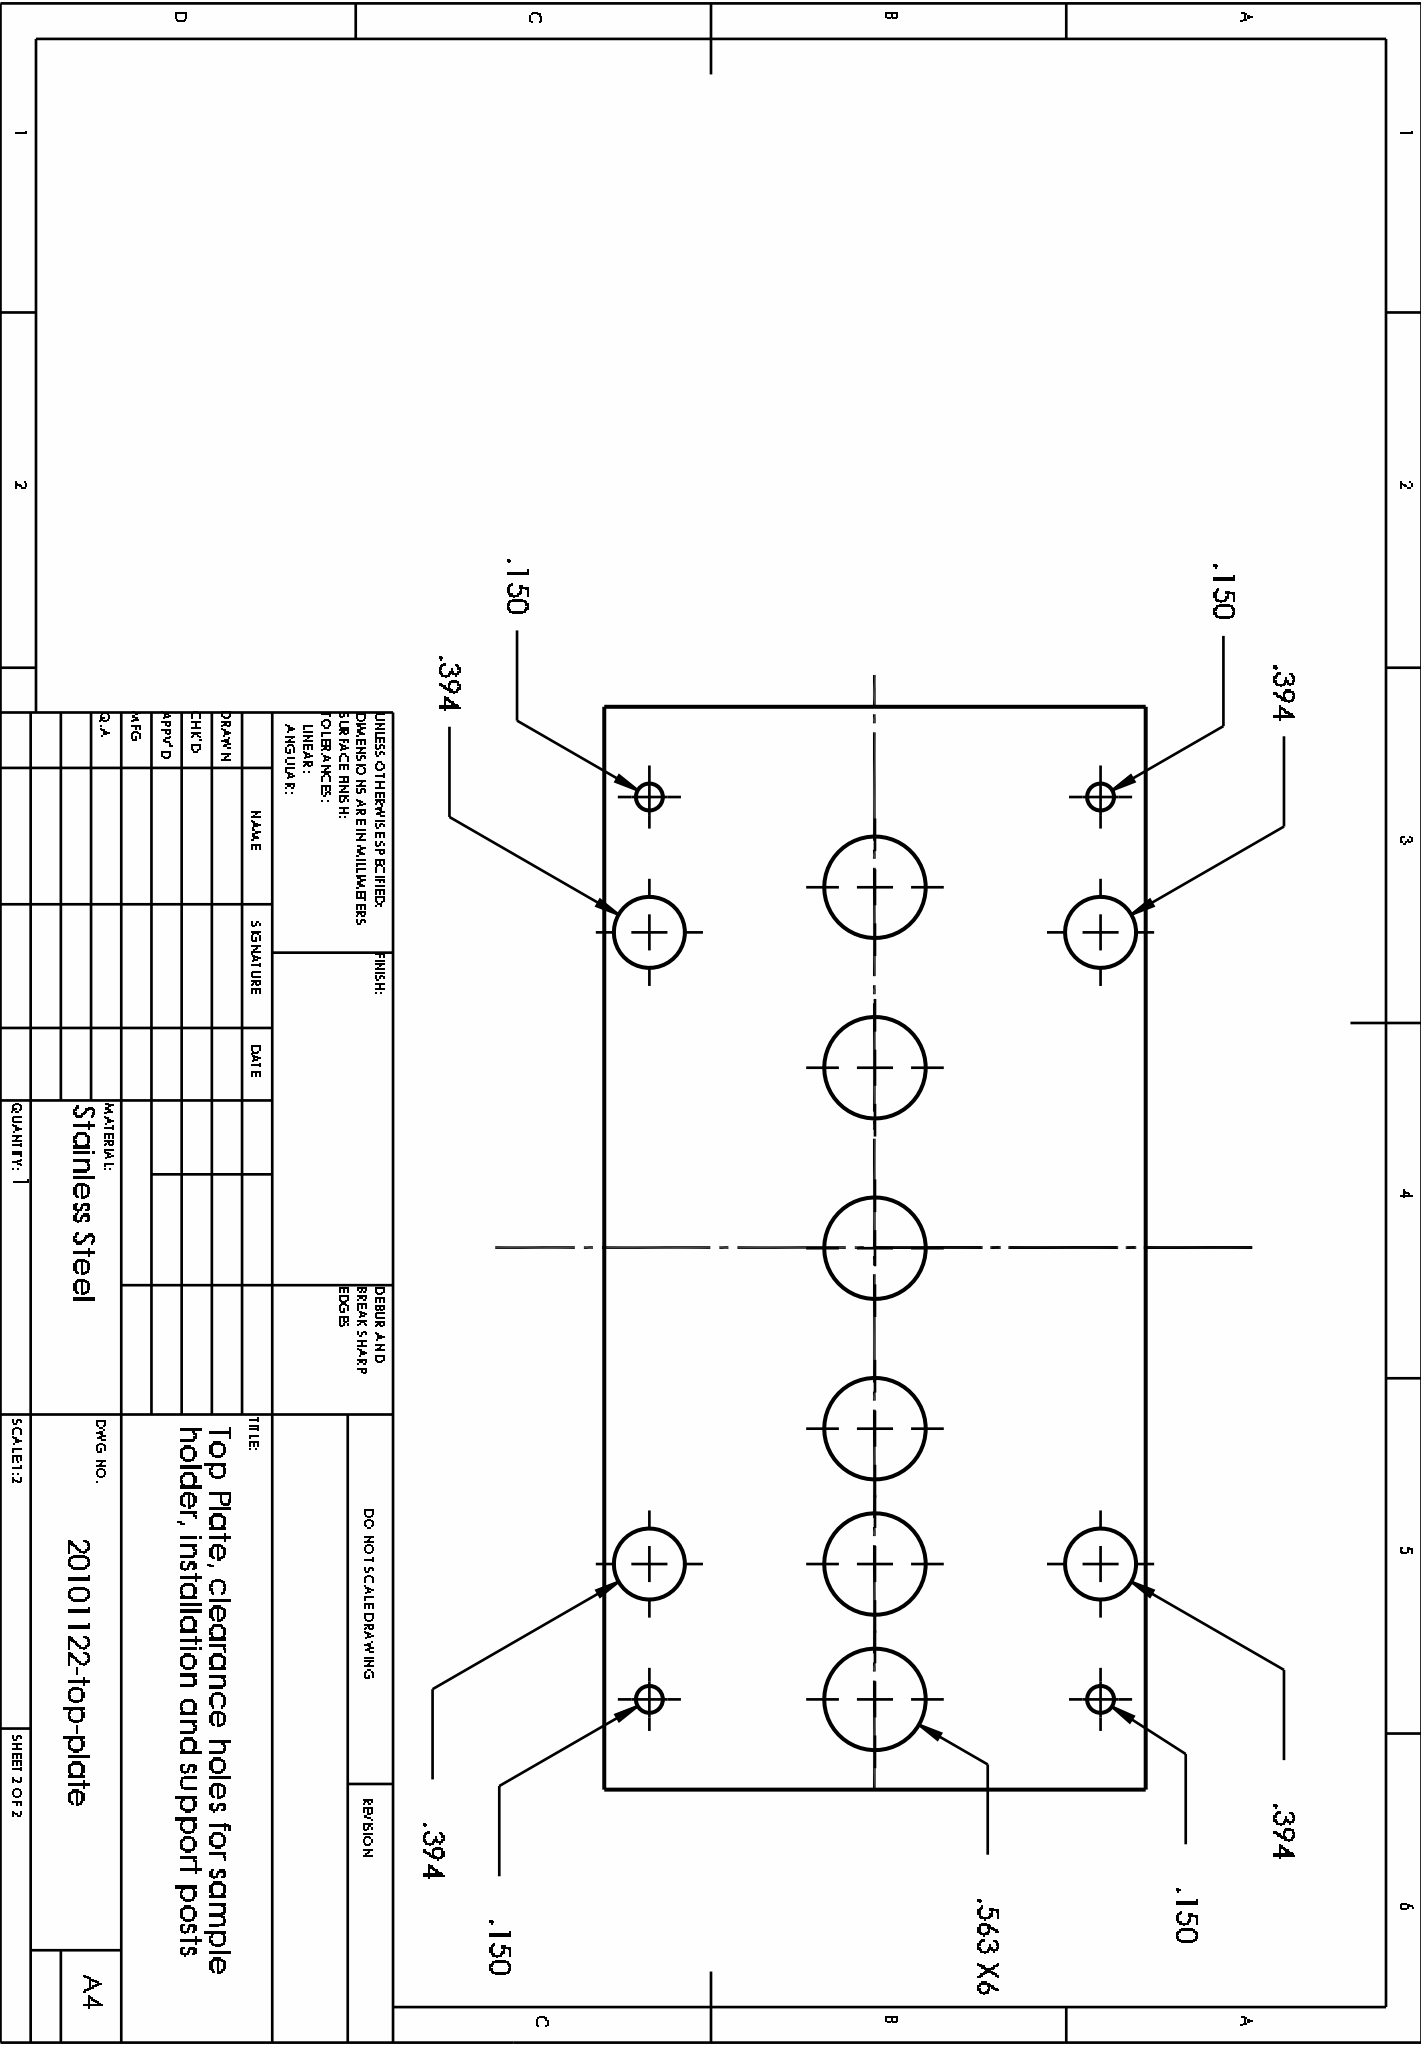 1
2
3
4
5
6
A
A
B
B
C
C
D
1
2
.394
.150
.394
.150
.563 X6
.150
.394
.150
.394
UNLESS OTHERWISE SPECIFIED:
DIMENSIONS ARE IN MILLIMETERS
SURFACE FINISH:
TOLERANCES:
LINEAR:
ANGULAR:
FINISH:
DEBUR AND
BREAK SHARP
EDGES
DO NOT SCALE DRAWING
REVISION
NAME
SIGNATURE
DATE
DRAWN
CHK'D
APPV'D
MFG
Q.A
TITLE:
Top Plate, clearance holes for sample
holder, installation and support posts
MATERIAL:
Stainless Steel
DWG NO.
20101122-top-plate
A4
QUANTITY: 1
SCALE:1:2
SHEET 2 OF 2